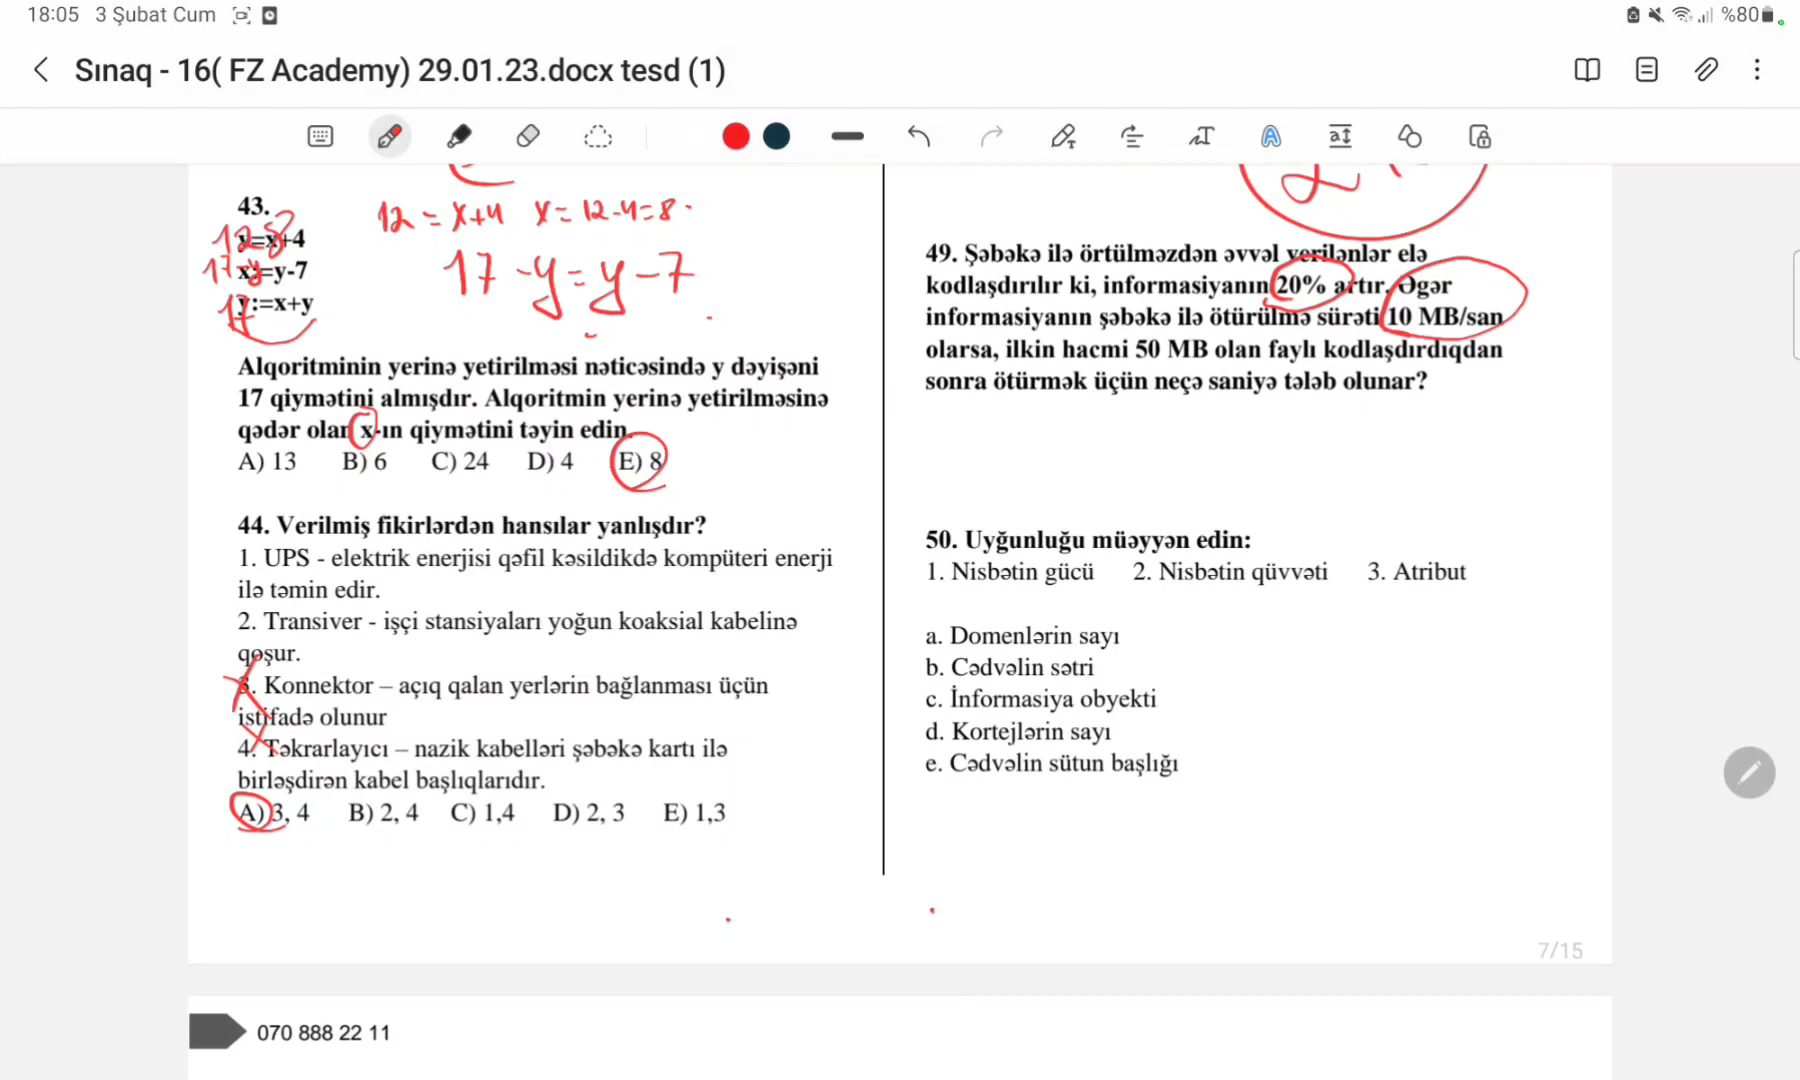 18:05 3 Şubat Cum
%80
Sınaq - 16( FZ Academy) 29.01.23.docx tesd (1)
43.
y=x+4
x:=y-7
y:=x+y
12 = x+4 x = 12-4=8
17 -y = y-7
Alqoritminin yerinə yetirilməsi nəticəsində y dəyişəni
17 qiymətini almışdır. Alqoritmin yerinə yetirilməsinə
qədər olan x-ın qiymətini təyin edin.
A) 13 B) 6 C) 24 D) 4 E) 8
44. Verilmiş fikirlərdən hansılar yanlışdır?
1. UPS - elektrik enerjisi qəfil kəsildikdə kompüteri enerji
ilə təmin edir.
2. Transiver - işçi stansiyaları yoğun koaksial kabelinə
qoşur.
3. Konnektor – açıq qalan yerlərin bağlanması üçün
istifadə olunur
4. Təkrarlayıcı – nazik kabelləri şəbəkə kartı ilə
birləşdirən kabel başlıqlarıdır.
A) 3, 4 B) 2, 4 C) 1,4 D) 2, 3 E) 1,3
49. Şəbəkə ilə örtülməzdən əvvəl verilənlər elə
kodlaşdırılır ki, informasiyanın 20% artır. Əgər
informasiyanın şəbəkə ilə ötürülmə sürəti 10 MB/san
olarsa, ilkin hacmi 50 MB olan faylı kodlaşdırdıqdan
sonra ötürmək üçün neçə saniyə tələb olunar?
50. Uyğunluğu müəyyən edin:
1. Nisbətin gücü 2. Nisbətin qüvvəti 3. Atribut
a. Domenlərin sayı
b. Cədvəlin sətri
c. İnformasiya obyekti
d. Kortejlərin sayı
e. Cədvəlin sütun başlığı
7/15
070 888 22 11